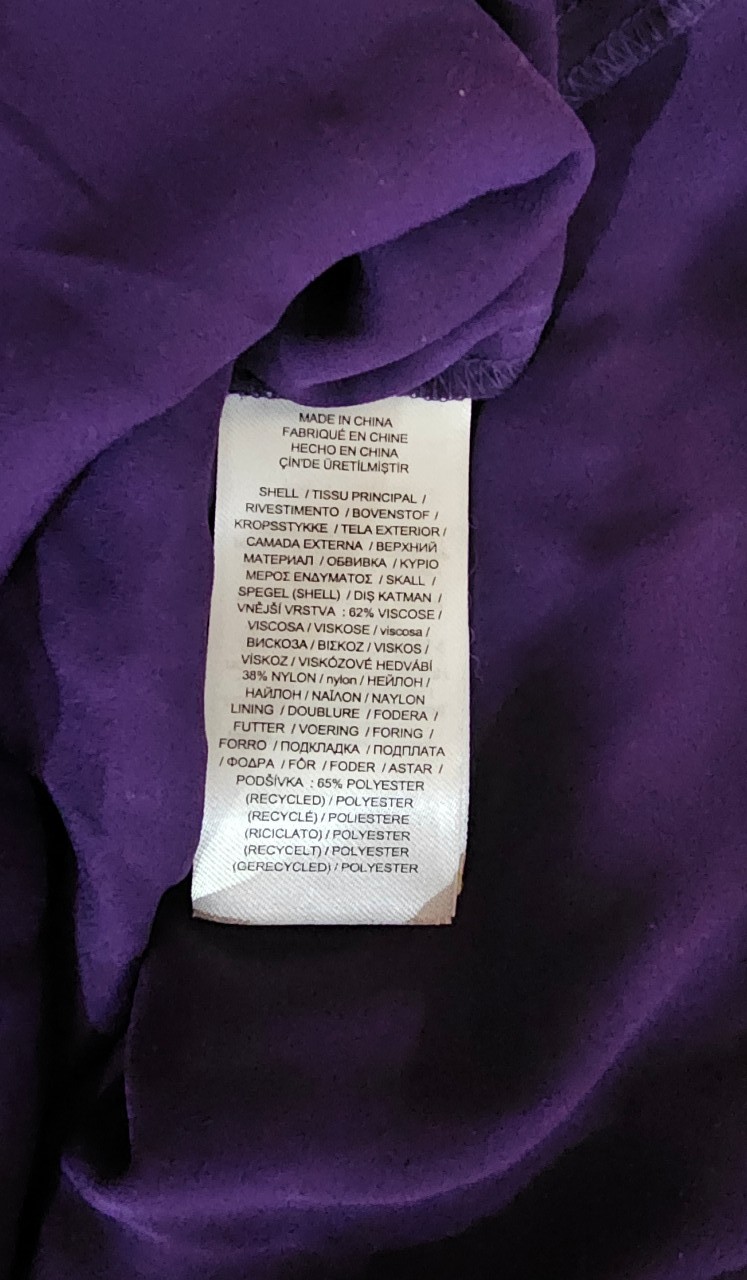 MADE IN CHINA
FABRIQUÉ EN CHINE
HECHO EN CHINA
ÇİN'DE ÜRETİLMİŞTİR
SHELL / TISSU PRINCIPAL /
RIVESTIMENTO / BOVENSTOF /
KROPSSTYKKE / TELA EXTERIOR /
CAMADA EXTERNA / ВЕРХНИЙ
МАТЕРИАЛ / ОБВИВКА / ΚΥΡΙΟ
ΜΕΡΟΣ ΕΝΔΥΜΑΤΟΣ / SKALL /
SPEGEL (SHELL) / DIŞ KATMAN /
VNĚJŠÍ VRSTVA : 62% VISCOSE /
VISCOSA / VISKOSE / viscosa /
ВИСКОЗА / ΒΙΣΚΟΖ / VISKOS /
VİSKOZ / VISKÓZOVÉ HEDVÁBÍ
38% NYLON / nylon / НЕЙЛОН /
НАЙЛОН / ΝΑΪΛΟΝ / NAYLON
LINING / DOUBLURE / FODERA /
FUTTER / VOERING / FORING /
FORRO / ПОДКЛАДКА / ПОДПЛАТА
/ ΦΟΔΡΑ / FÔR / FODER / ASTAR /
PODŠÍVKA : 65% POLYESTER
(RECYCLED) / POLYESTER
(RECYCLÉ) / POLIESTERE
(RICICLATO) / POLYESTER
(RECYCELT) / POLYESTER
(GERECYCLED) / POLYESTER